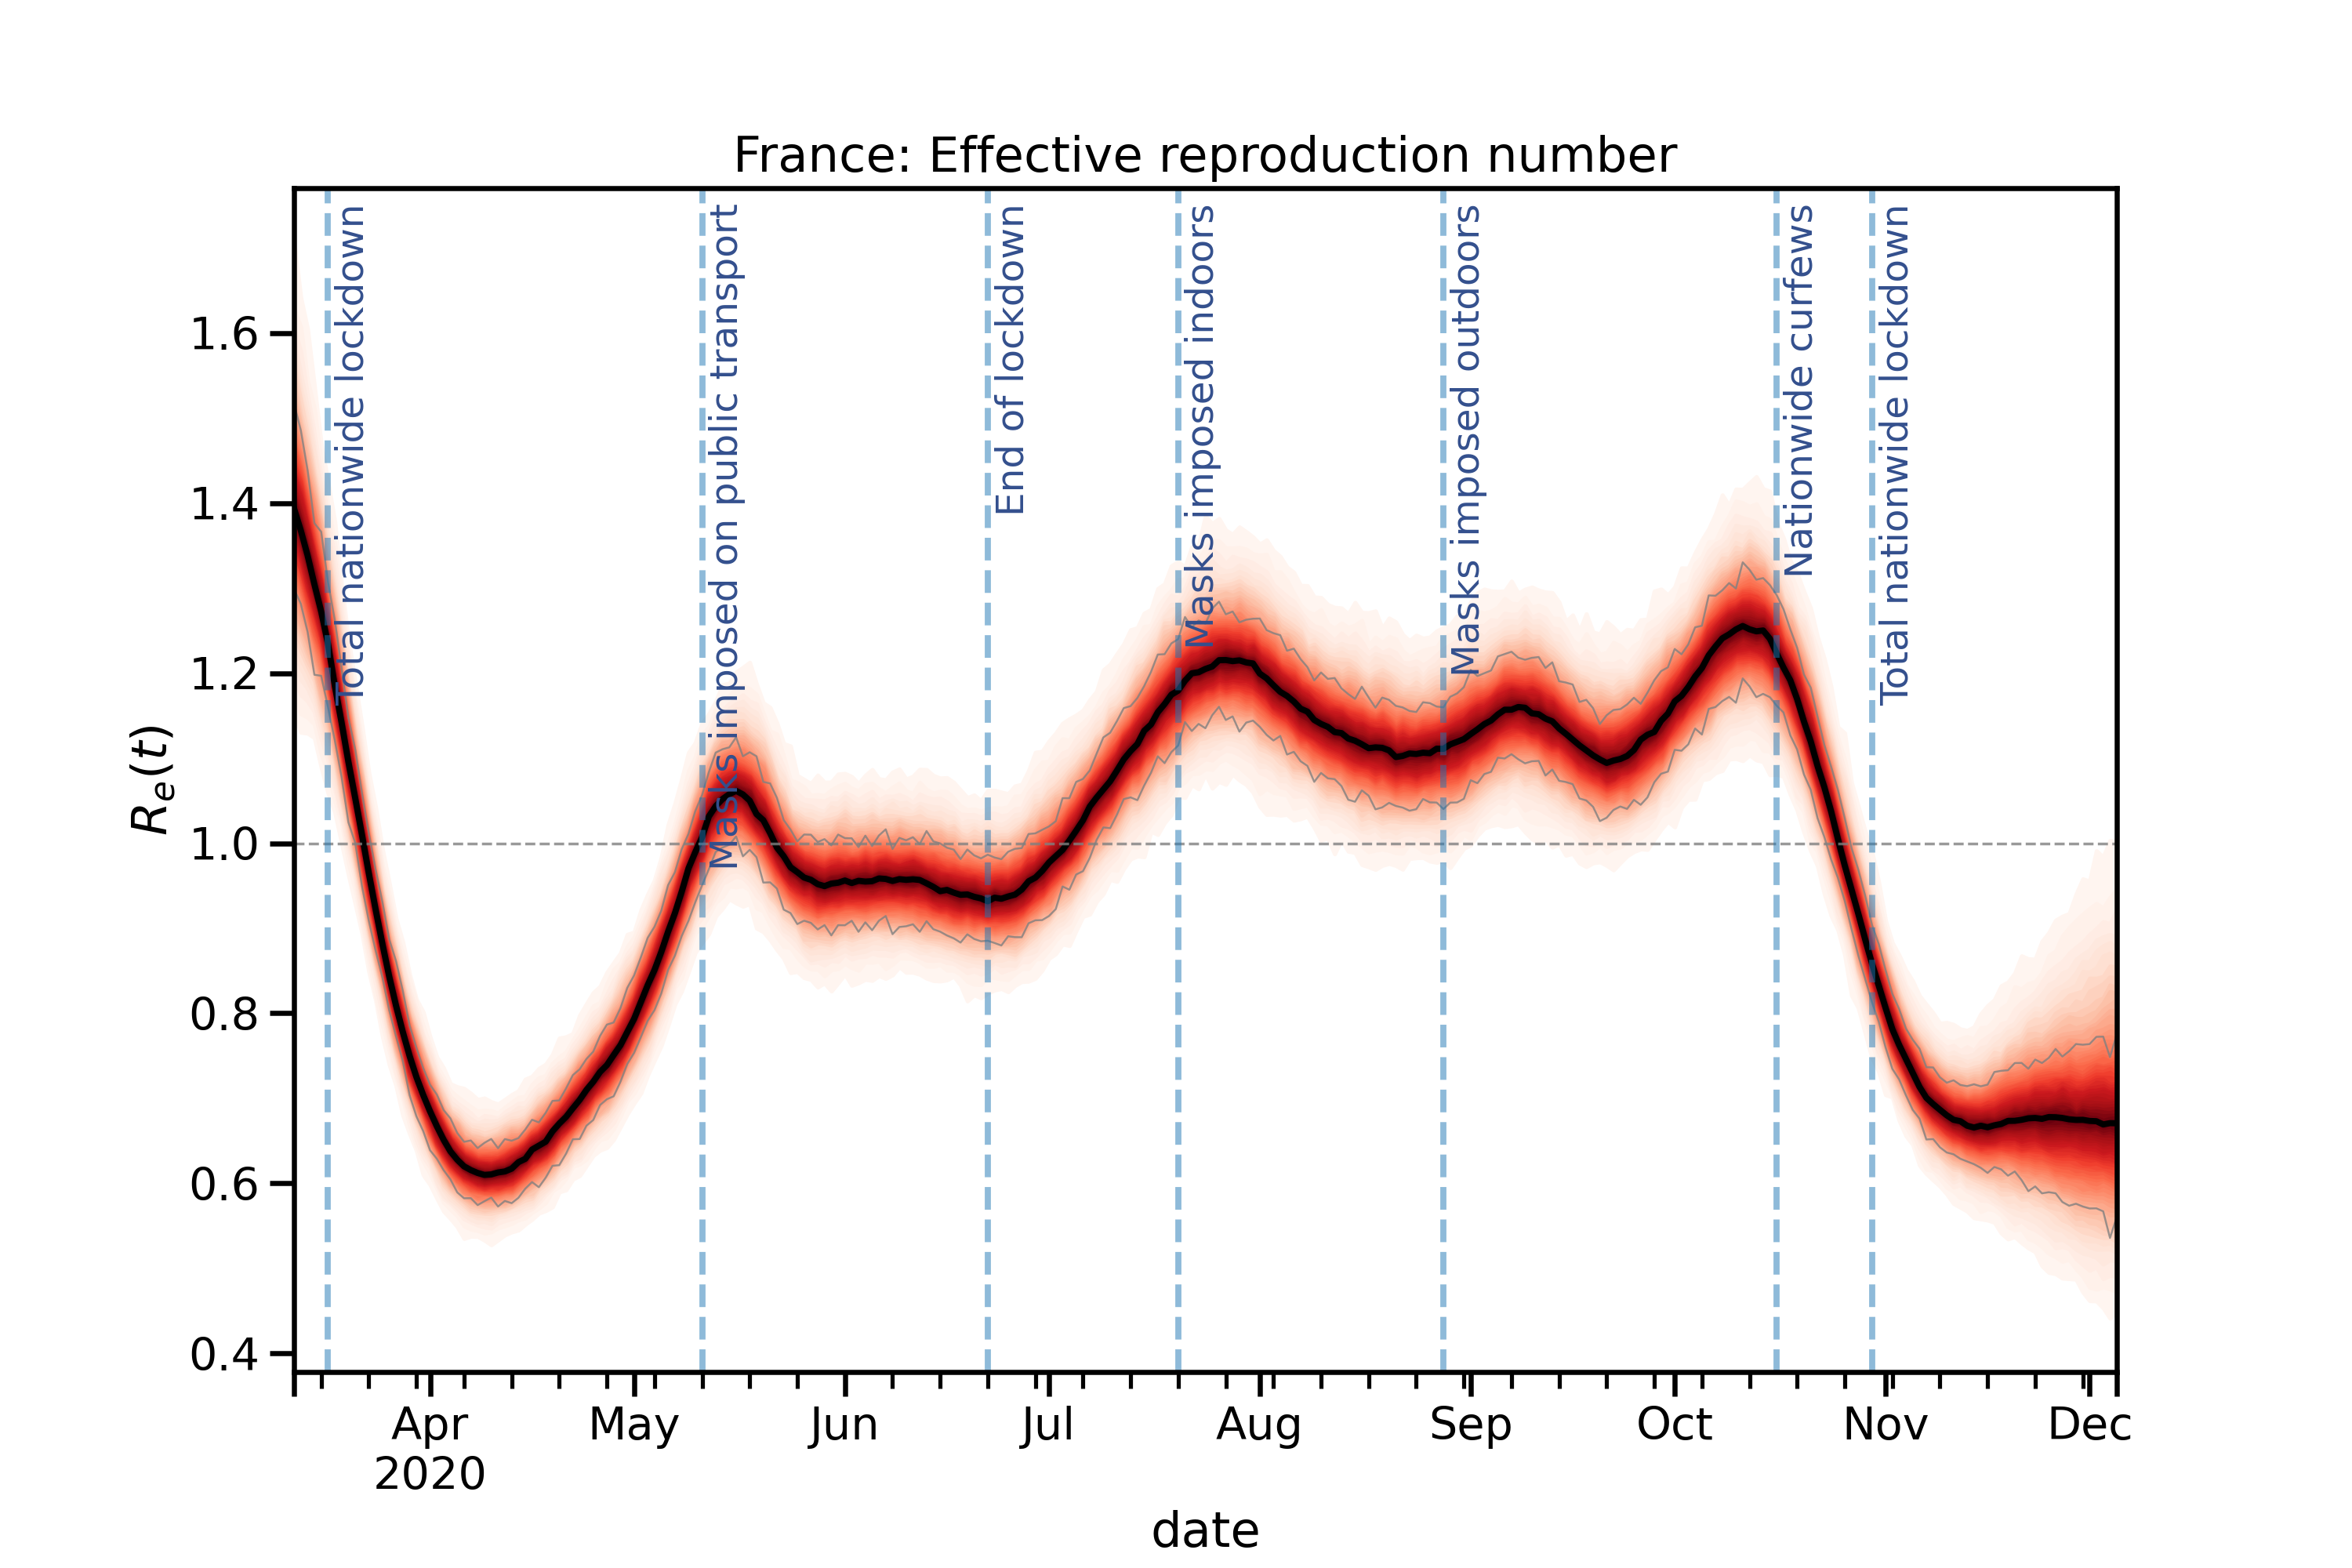 France: Effective reproduction number
Total nationwide lockdown
Masks imposed on public transport
End of lockdown
Masks imposed indoors
Masks imposed outdoors
Nationwide curfews
Total nationwide lockdown
1.6
1.4
1.2
1.0
0.8
0.6
0.4
Re(t)
Apr May Jun Jul Aug Sep Oct Nov Dec
2020
date